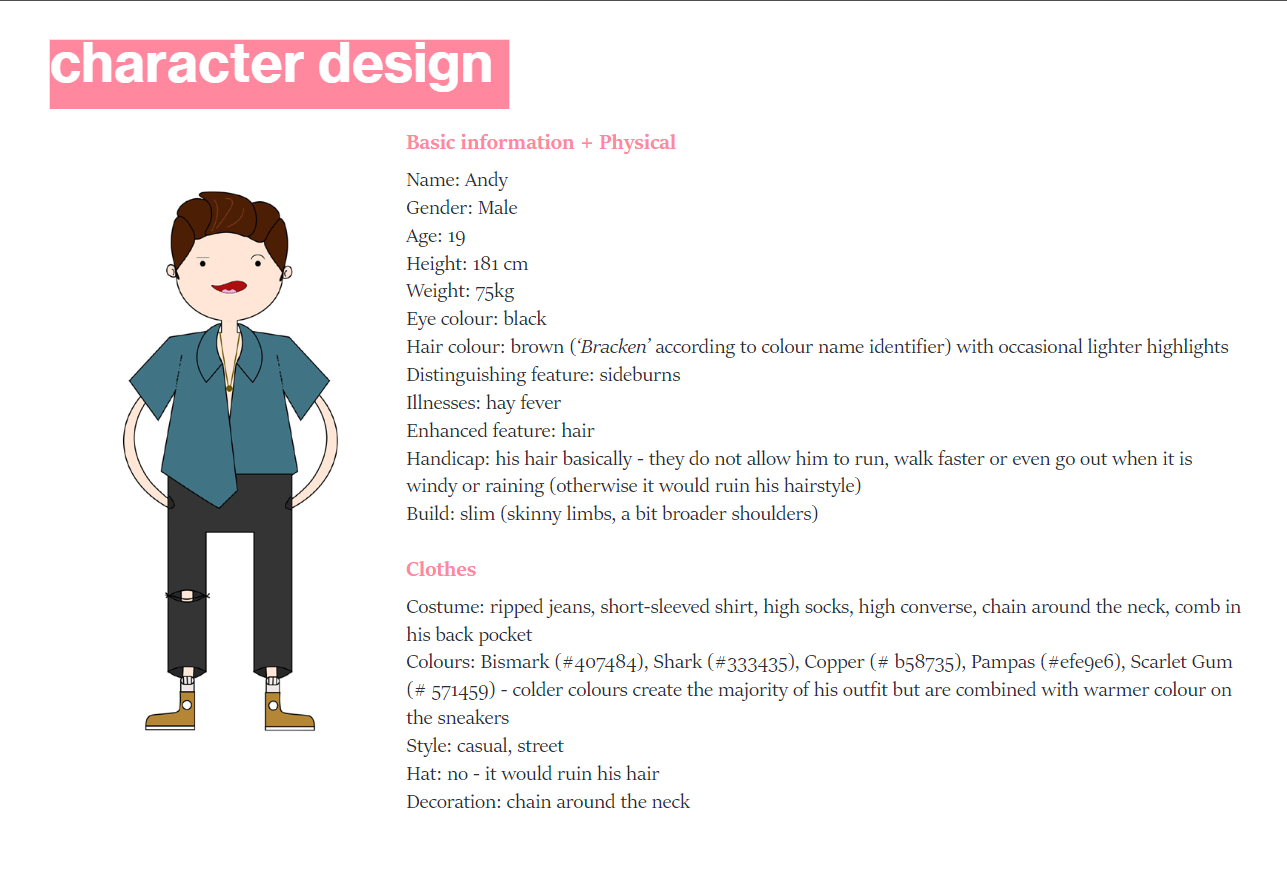 character design
Basic information + Physical
Name: Andy
Gender: Male
Age: 19
Height: 181 cm
Weight: 75kg
Eye colour: black
Hair colour: brown (‘Bracken’ according to colour name identifier) with occasional lighter highlights
Distinguishing feature: sideburns
Illnesses: hay fever
Enhanced feature: hair
Handicap: his hair basically - they do not allow him to run, walk faster or even go out when it is
windy or raining (otherwise it would ruin his hairstyle)
Build: slim (skinny limbs, a bit broader shoulders)
Clothes
Costume: ripped jeans, short-sleeved shirt, high socks, high converse, chain around the neck, comb in
his back pocket
Colours: Bismark (#407484), Shark (#333435), Copper (# b58735), Pampas (#efe9e6), Scarlet Gum
(# 571459) - colder colours create the majority of his outfit but are combined with warmer colour on
the sneakers
Style: casual, street
Hat: no - it would ruin his hair
Decoration: chain around the neck